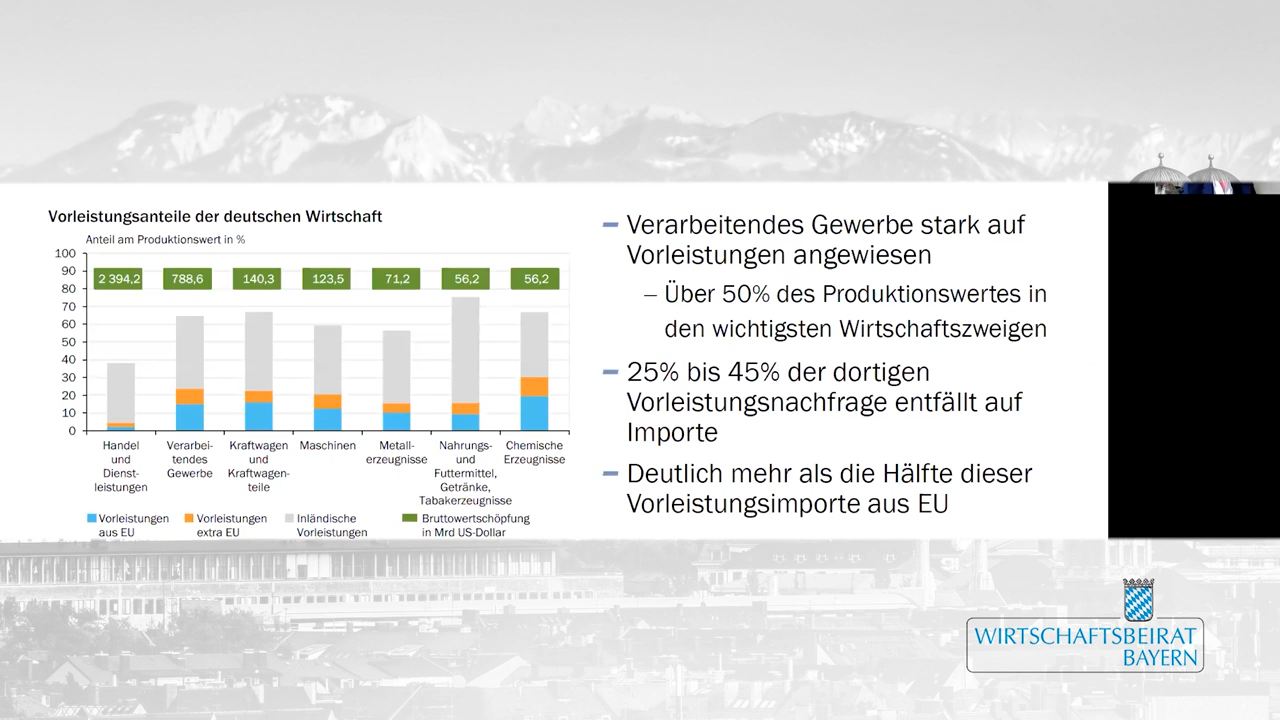 Vorleistungsanteile der deutschen Wirtschaft
Anteil am Produktionswert in %
100
90
80
70
60
50
40
30
20
10
0
2 394,2
788,6
140,3
123,5
71,2
56,2
56,2
Handel
und
Dienst-
leistungen
Verarbei-
tendes
Gewerbe
Kraftwagen
und
Kraftwagen-
teile
Maschinen
Metall-
erzeugnisse
Nahrungs-
und
Futtermittel,
Getränke,
Tabakerzeugnisse
Chemische
Erzeugnisse
Vorleistungen
aus EU
Vorleistungen
extra EU
Inländische
Vorleistungen
Bruttowertschöpfung
in Mrd US-Dollar
– Verarbeitendes Gewerbe stark auf
Vorleistungen angewiesen
– Über 50% des Produktionswertes in
den wichtigsten Wirtschaftszweigen
– 25% bis 45% der dortigen
Vorleistungsnachfrage entfällt auf
Importe
– Deutlich mehr als die Hälfte dieser
Vorleistungsimporte aus EU
WIRTSCHAFTSBEIRAT
BAYERN